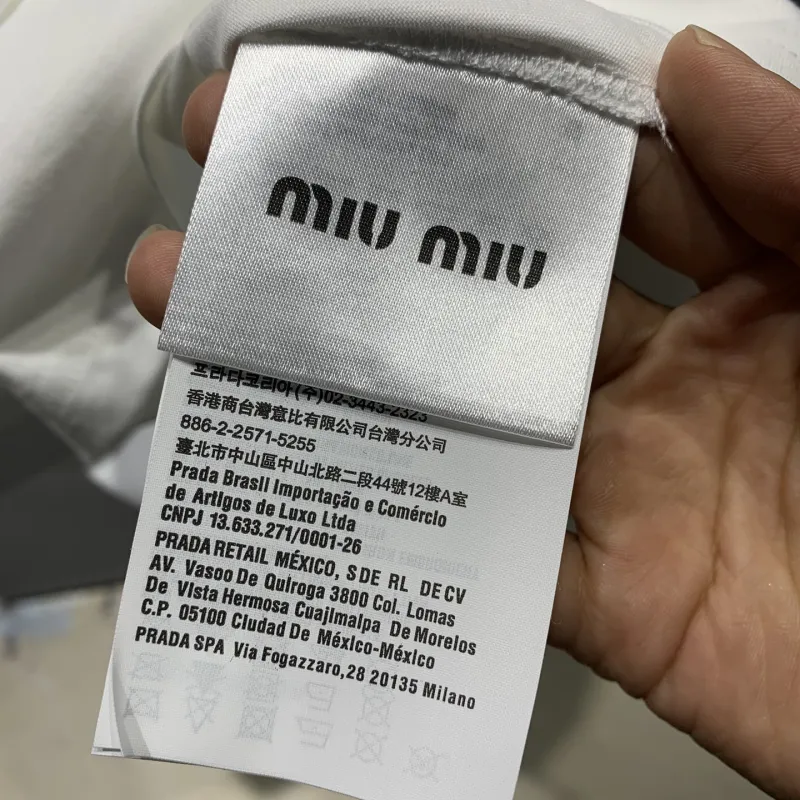 miu miu
프라다코리아(주)02-3443-2323
香港商台灣意比有限公司台灣分公司
886-2-2571-5255
臺北市中山區中山北路二段44號12樓A室
Prada Brasil Importação e Comércio
de Artigos de Luxo Ltda
CNPJ 13.633.271/0001-26
PRADA RETAIL MÉXICO, S DE RL DE CV
AV. Vasoo De Quiroga 3800 Col. Lomas
De Vista Hermosa Cuajimalpa De Morelos
C.P. 05100 Ciudad De México-México
PRADA SPA Via Fogazzaro,28 20135 Milano